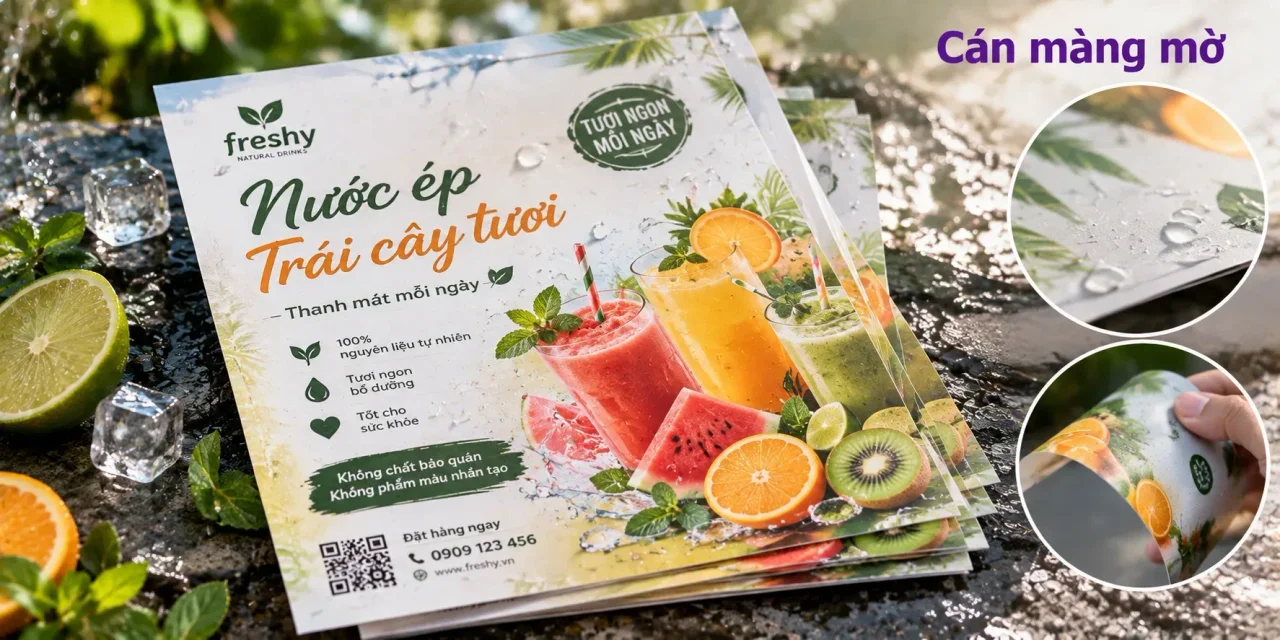 Cán màng mờ
freshy
NATURAL DRINKS
TƯƠI NGON
MỖI NGÀY
Nước ép
Trái cây tươi
Thanh mát mỗi ngày
100%
nguyên liệu tự nhiên
Tươi ngon
bổ dưỡng
Tốt cho
sức khỏe
Không chất bảo quản
Không phẩm màu nhân tạo
Đặt hàng ngay
0909 123 456
www.freshy.vn